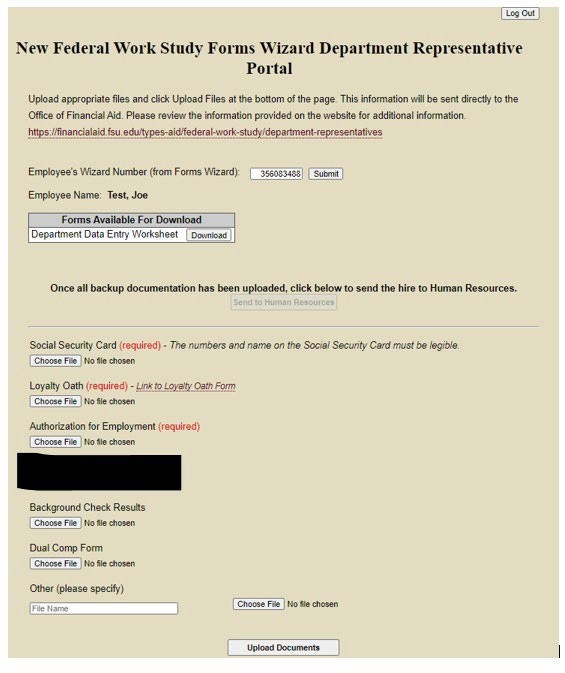 Log Out
New Federal Work Study Forms Wizard Department Representative
Portal
Upload appropriate files and click Upload Files at the bottom of the page. This information will be sent directly to the
Office of Financial Aid. Please review the information provided on the website for additional information.
https://financialaid.fsu.edu/types-aid/federal-work-study/department-representatives
Employee's Wizard Number (from Forms Wizard): 356083488 Submit
Employee Name: Test, Joe
Forms Available For Download
Department Data Entry Worksheet Download
Once all backup documentation has been uploaded, click below to send the hire to Human Resources.
Send to Human Resources
Social Security Card (required) - The numbers and name on the Social Security Card must be legible.
Choose File No file chosen
Loyalty Oath (required) - Link to Loyalty Oath Form
Choose File No file chosen
Authorization for Employment (required)
Choose File No file chosen
Background Check Results
Choose File No file chosen
Dual Comp Form
Choose File No file chosen
Other (please specify)
File Name Choose File No file chosen
Upload Documents